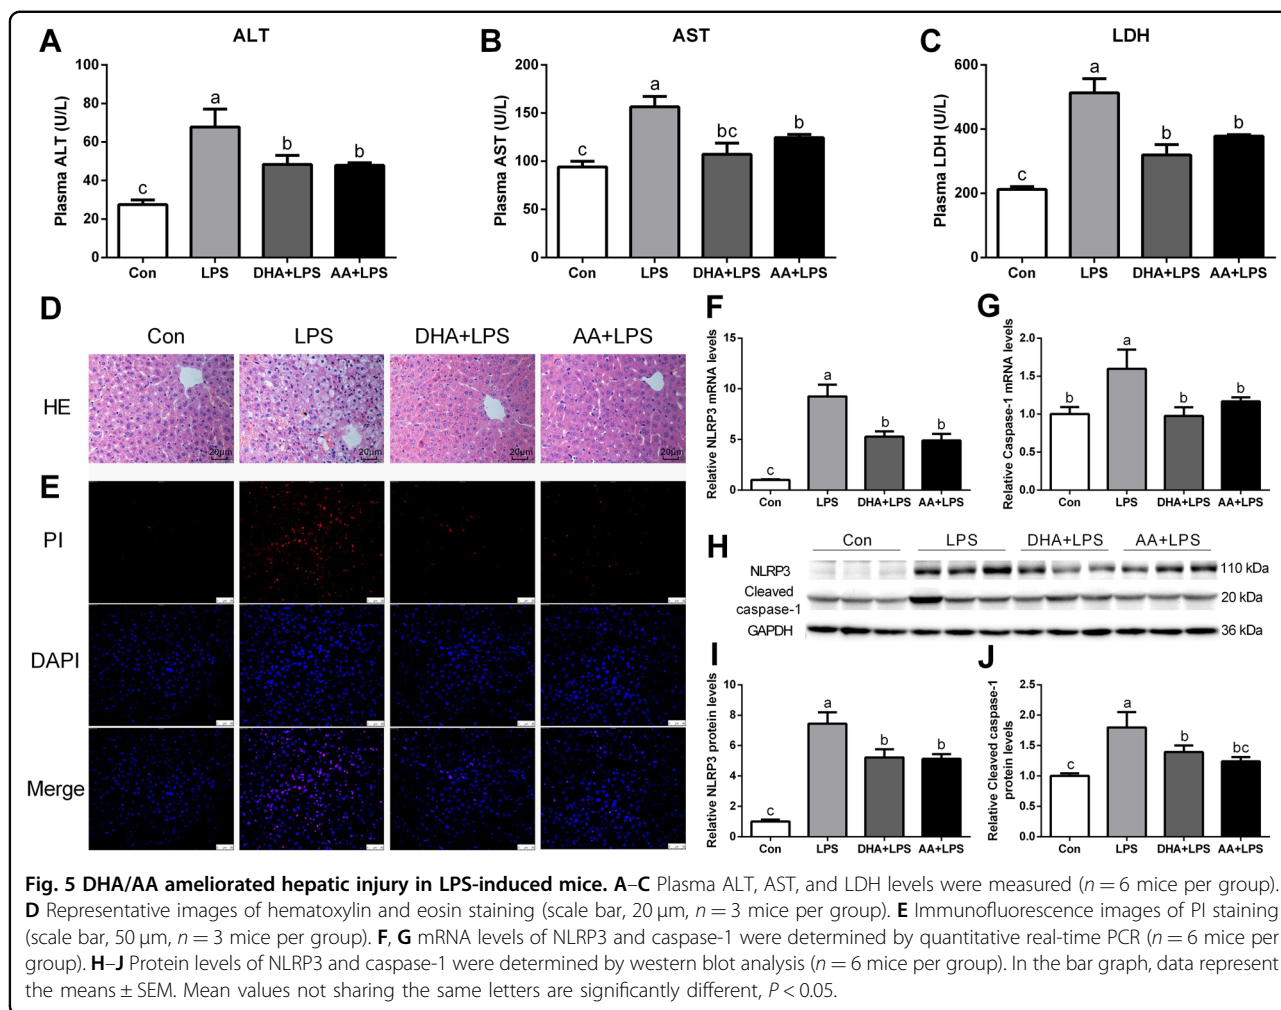 A
ALT
Plasma ALT (U/L)
100
80
60
40
20
0
c
a
b
b
Con LPS DHA+LPS AA+LPS
B
AST
Plasma AST (U/L)
200
150
100
50
0
c
a
bc
b
Con LPS DHA+LPS AA+LPS
C
LDH
Plasma LDH (U/L)
600
400
200
0
c
a
b
b
Con LPS DHA+LPS AA+LPS
D
Con LPS DHA+LPS AA+LPS
HE
20μm 20μm 20μm 20μm
E
PI
DAPI
Merge
F
Relative NLRP3 mRNA levels
15
10
5
0
c
a
b
b
Con LPS DHA+LPS AA+LPS
G
Relative Caspase-1 mRNA levels
2.0
1.5
1.0
0.5
0.0
b
a
b
b
Con LPS DHA+LPS AA+LPS
H
Con LPS DHA+LPS AA+LPS
NLRP3 110 kDa
Cleaved
caspase-1 20 kDa
GAPDH 36 kDa
I
Relative NLRP3 protein levels
10
8
6
4
2
0
c
a
b
b
Con LPS DHA+LPS AA+LPS
J
Relative Cleaved caspase-1
protein levels
2.5
2.0
1.5
1.0
0.5
0.0
c
a
b
bc
Con LPS DHA+LPS AA+LPS
Fig. 5 DHA/AA ameliorated hepatic injury in LPS-induced mice. A–C Plasma ALT, AST, and LDH levels were measured (n = 6 mice per group).
D Representative images of hematoxylin and eosin staining (scale bar, 20 μm, n = 3 mice per group). E Immunofluorescence images of PI staining
(scale bar, 50 μm, n = 3 mice per group). F, G mRNA levels of NLRP3 and caspase-1 were determined by quantitative real-time PCR (n = 6 mice per
group). H–J Protein levels of NLRP3 and caspase-1 were determined by western blot analysis (n = 6 mice per group). In the bar graph, data represent
the means ± SEM. Mean values not sharing the same letters are significantly different, P < 0.05.